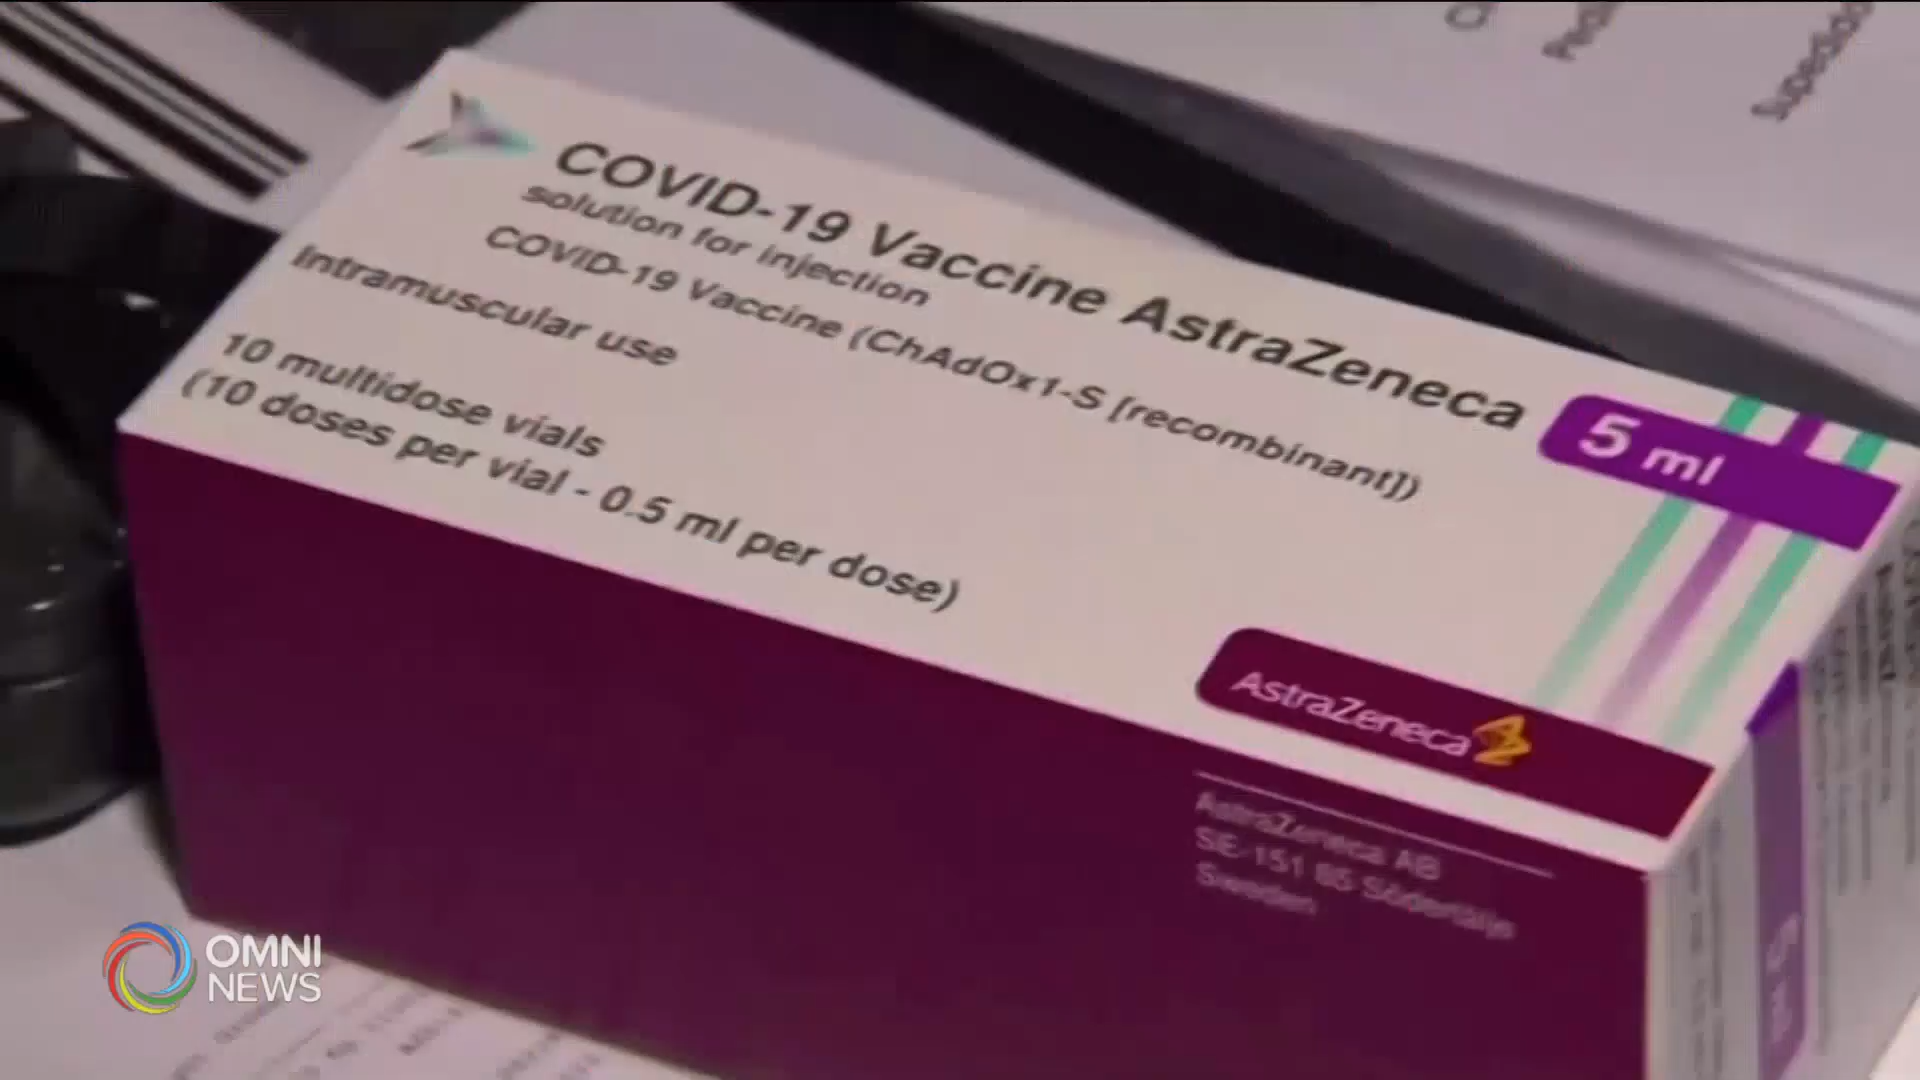 COVID-19 Vaccine AstraZeneca
solution for injection
COVID-19 Vaccine (ChAdOx1-S [recombinant])
Intramuscular use
10 multidose vials
(10 doses per vial - 0.5 ml per dose)
5 ml
AstraZeneca
AstraZeneca AB
SE-151 85 Södertälje
Sweden
OMNI
NEWS